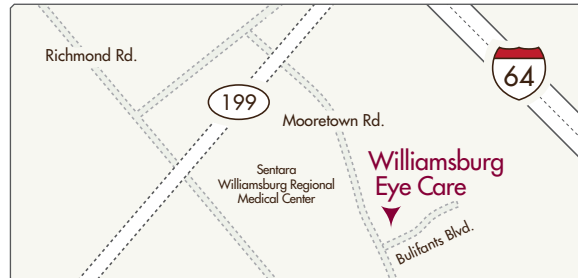 Richmond Rd.
64
199
Mooretown Rd.
Williamsburg
Eye Care
Sentara
Williamsburg Regional
Medical Center
Bulifants Blvd.